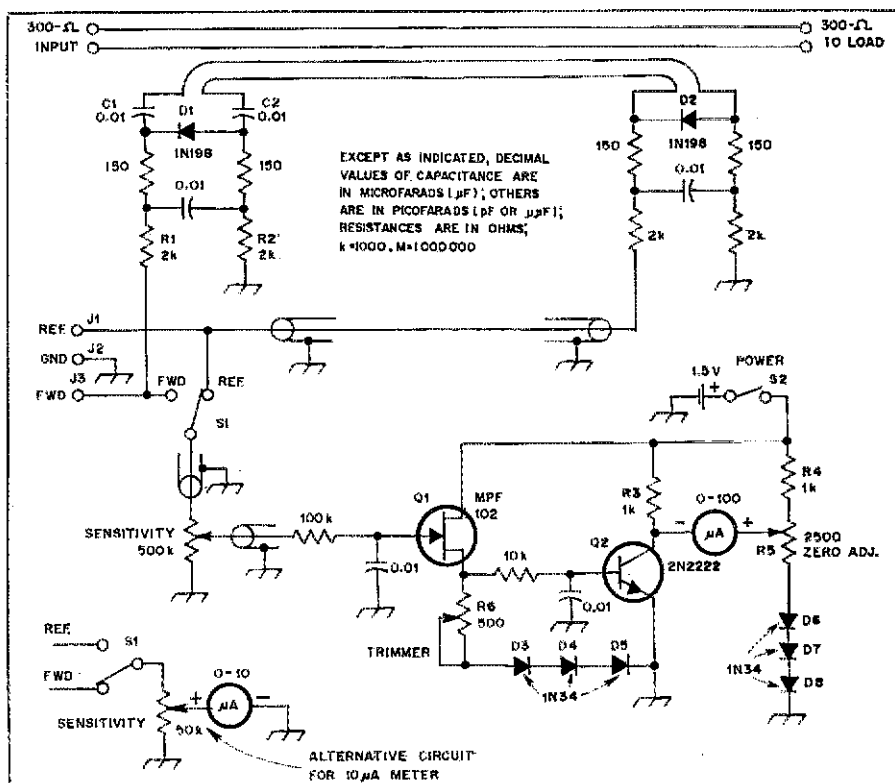 300-Ω
INPUT
300-Ω
TO LOAD
C1
0.01
D1
1N198
C2
0.01
150
150
0.01
R1
2k
R2
2k
EXCEPT AS INDICATED, DECIMAL
VALUES OF CAPACITANCE ARE
IN MICROFARADS (μF); OTHERS
ARE IN PICOFARADS (pF OR μμF);
RESISTANCES ARE IN OHMS;
k=1000, M=1000000
D2
1N198
150
150
0.01
2k
2k
REF. J1
GND J2
J3
FWD
FWD
REF.
S1
POWER
1.5V
+
S2
SENSITIVITY
500k
100k
0.01
Q1
MPF
102
10k
R6
500
TRIMMER
0.01
Q2
2N2222
R3
1k
0-100
-
μA
+
R4
1k
R5
2500
ZERO ADJ.
D3
D4
D5
1N34
D6
D7
D8
1N34
REF.
S1
FWD
SENSITIVITY
50k
0-10
+
μA
-
ALTERNATIVE CIRCUIT
FOR 10μA METER